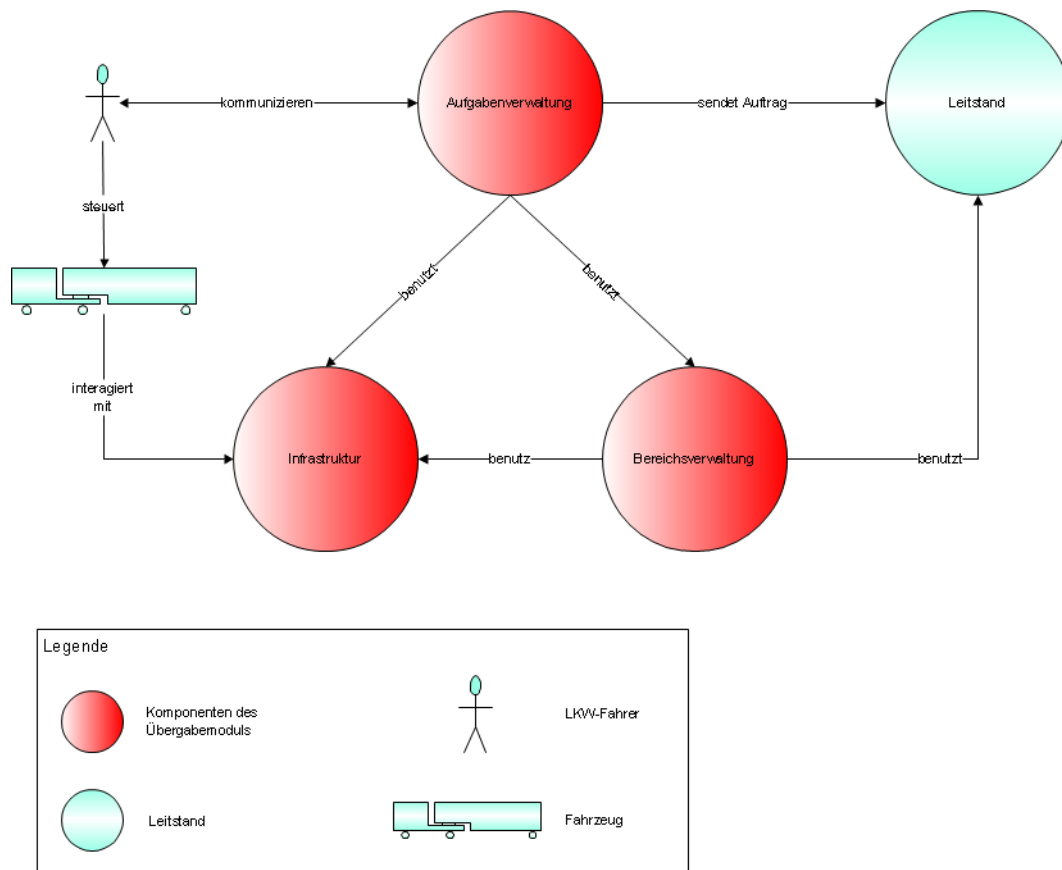 Aufgabenverwaltung
Leitstand
kommunizieren
sendet Auftrag
steuert
benutzt
benutzt
interagiert
mit
Infrastruktur
benutz
Bereichsverwaltung
benutzt
Legende
Komponenten des
Übergabemoduls
LKW-Fahrer
Leitstand
Fahrzeug